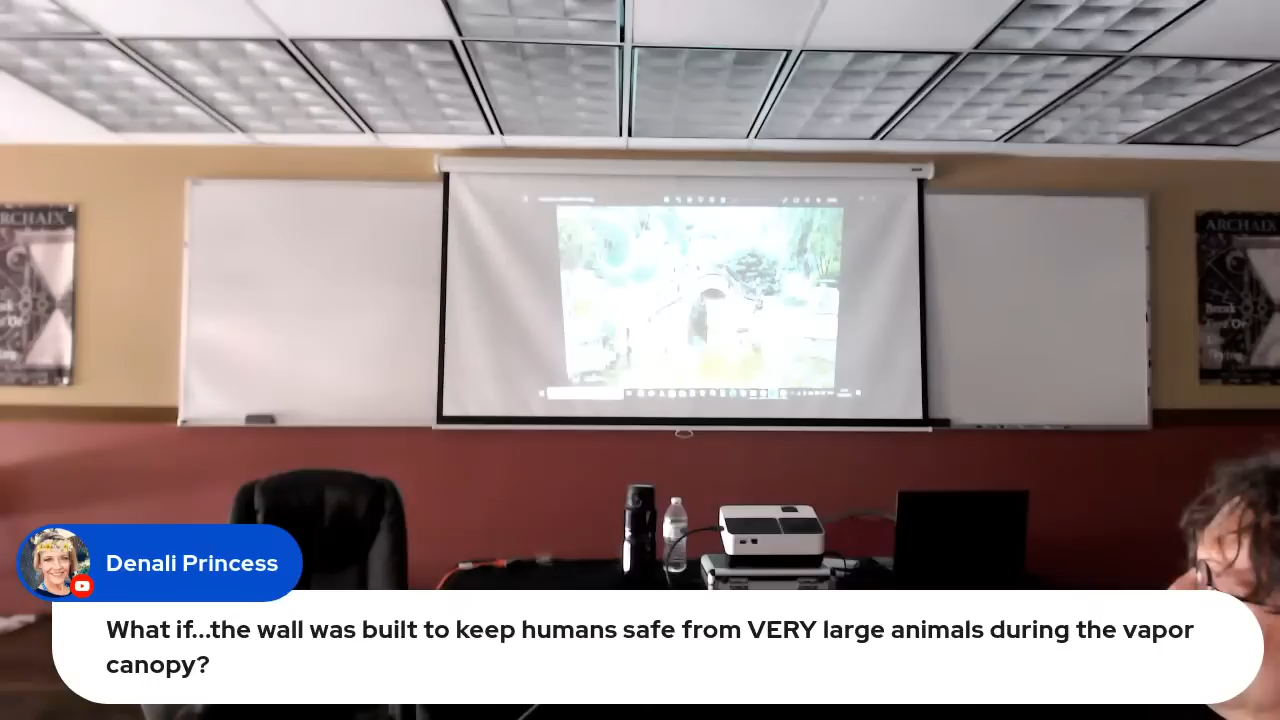 ARCHAIX
ARCHAIX
Break
Denali Princess
What if...the wall was built to keep humans safe from VERY large animals during the vapor
canopy?